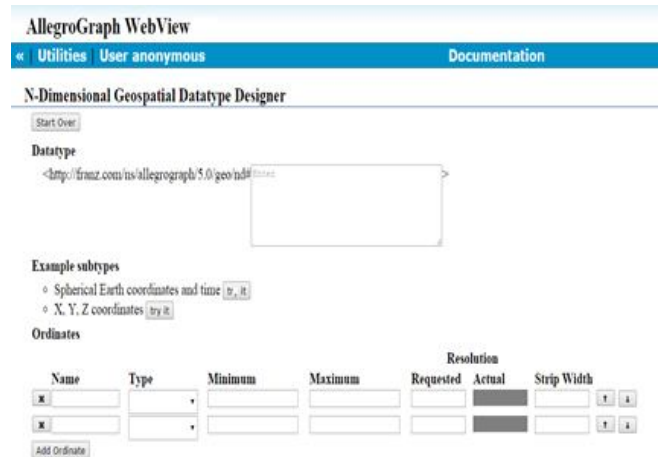 AllegroGraph WebView
« | Utilities | User anonymous Documentation
N-Dimensional Geospatial Datatype Designer
Start Over
Datatype
<http://franz.com/ns/allegrograph/5.0/geo/nd# >
Example subtypes
Spherical Earth coordinates and time try it
X, Y, Z coordinates try it
Ordinates
Resolution
Name Type Minimum Maximum Requested Actual Strip Width
x ↑ ↓
x ↑ ↓
Add Ordinate